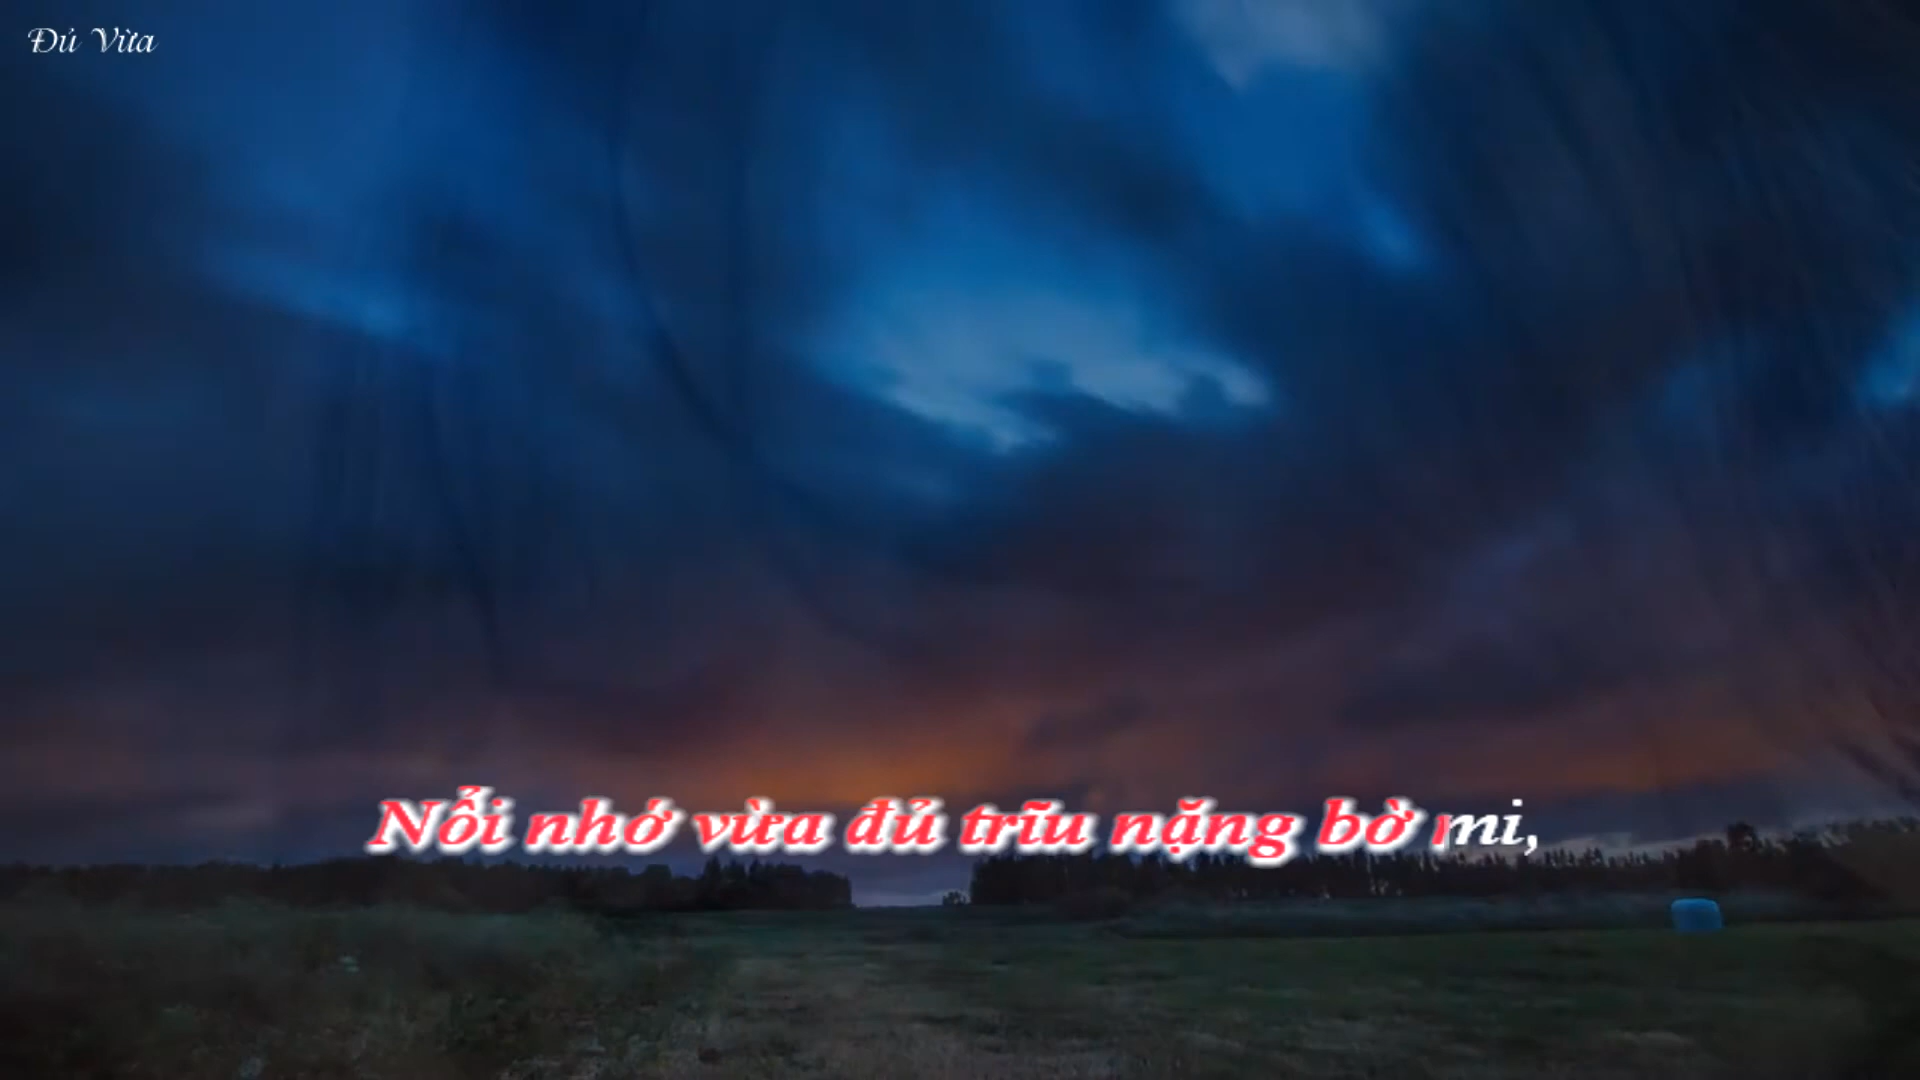 Đủ Vừa
Nỗi nhớ vừa đủ trĩu nặng bờ mi,